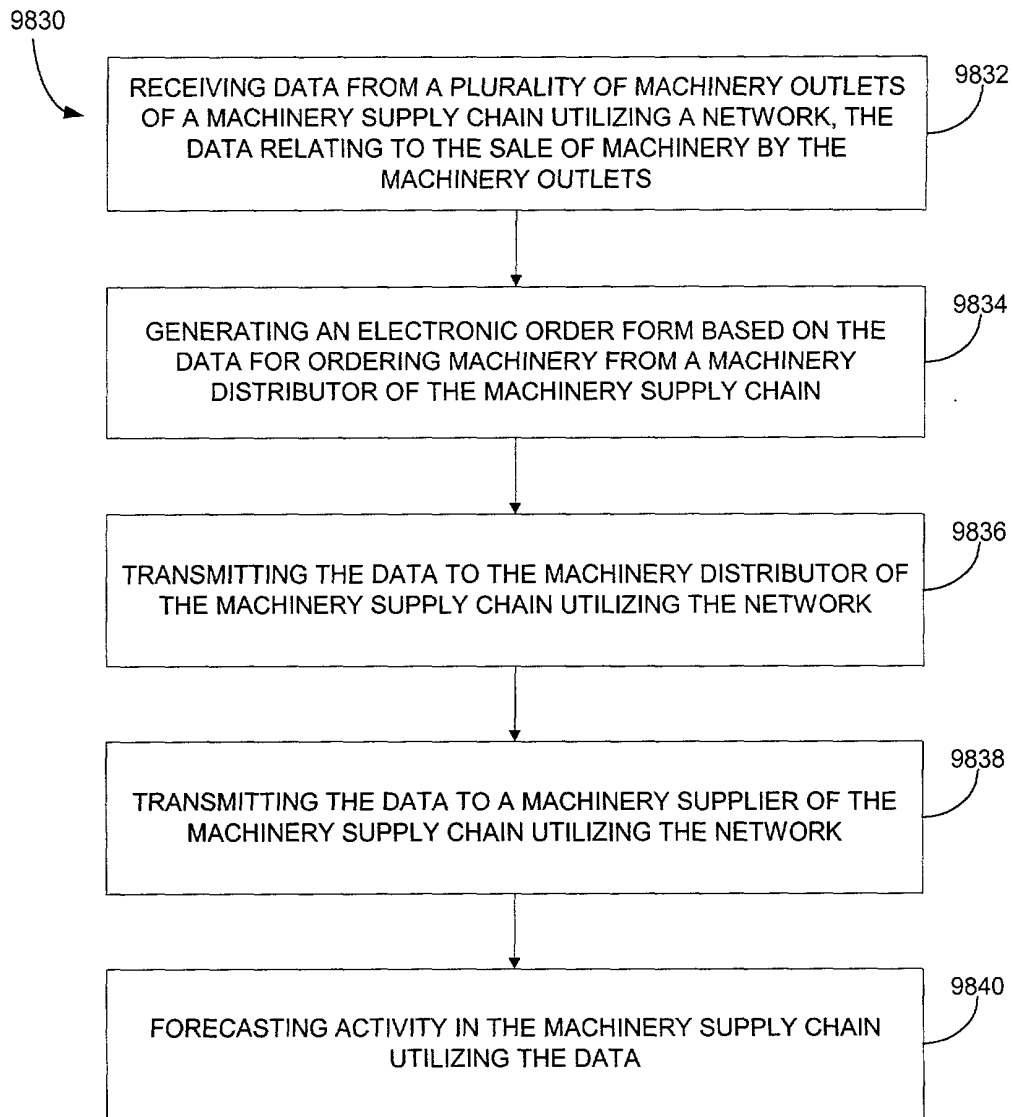 9830
RECEIVING DATA FROM A PLURALITY OF MACHINERY OUTLETS
OF A MACHINERY SUPPLY CHAIN UTILIZING A NETWORK, THE
DATA RELATING TO THE SALE OF MACHINERY BY THE
MACHINERY OUTLETS
9832
GENERATING AN ELECTRONIC ORDER FORM BASED ON THE
DATA FOR ORDERING MACHINERY FROM A MACHINERY
DISTRIBUTOR OF THE MACHINERY SUPPLY CHAIN
9834
TRANSMITTING THE DATA TO THE MACHINERY DISTRIBUTOR OF
THE MACHINERY SUPPLY CHAIN UTILIZING THE NETWORK
9836
TRANSMITTING THE DATA TO A MACHINERY SUPPLIER OF THE
MACHINERY SUPPLY CHAIN UTILIZING THE NETWORK
9838
FORECASTING ACTIVITY IN THE MACHINERY SUPPLY CHAIN
UTILIZING THE DATA
9840